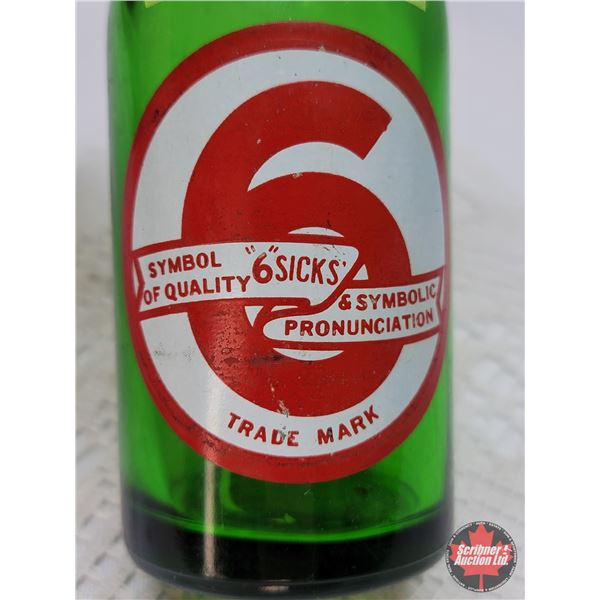 6
SYMBOL
OF QUALITY
"6" SICKS'
& SYMBOLIC
PRONUNCIATION
TRADE MARK
Scribner &
Auction Ltd.